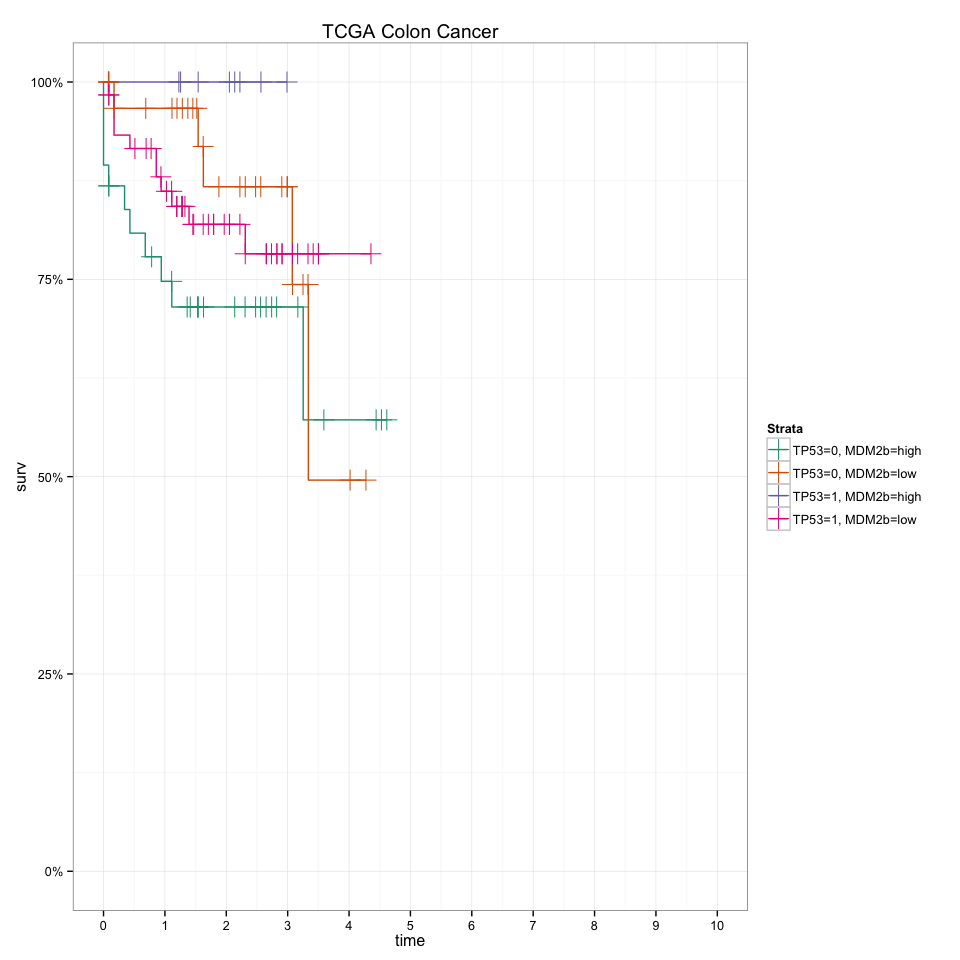 TCGA Colon Cancer
100%
75%
50%
25%
0%
surv
0 1 2 3 4 5 6 7 8 9 10
time
Strata
TP53=0, MDM2b=high
TP53=0, MDM2b=low
TP53=1, MDM2b=high
TP53=1, MDM2b=low